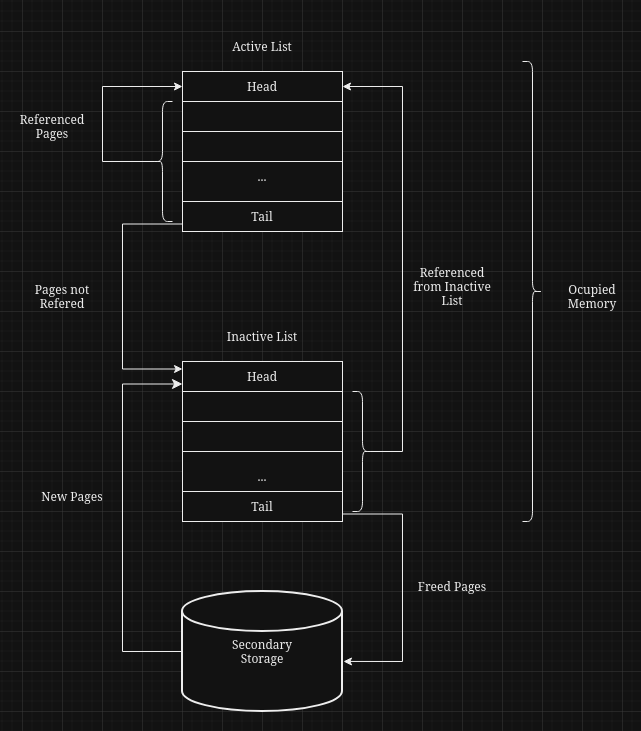 Active List
Head
Referenced
Pages
...
Tail
Referenced
from Inactive
List
Pages not
Refered
Ocupied
Memory
Inactive List
Head
...
New Pages
Tail
Freed Pages
Secondary
Storage